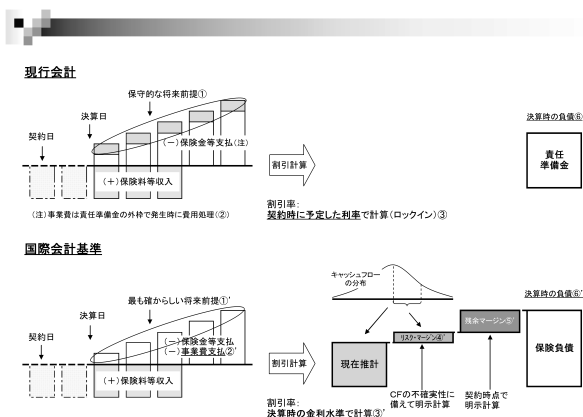 現行会計
保守的な将来前提①
決算日
契約日
(－)保険金等支払(注)
(＋)保険料等収入
(注)事業費は責任準備金の外枠で発生時に費用処理(②)
割引計算
割引率:
契約時に予定した利率で計算(ロックイン)③
決算時の負債⑥
責任
準備金
国際会計基準
最も確からしい将来前提①’
決算日
契約日
(－)保険金等支払
(－)事業費支払②’
(＋)保険料等収入
割引計算
割引率:
決算時の金利水準で計算③’
キャッシュフロー
の分布
現在推計
リスク・マージン④’
残余マージン⑤’
CFの不確実性に
備えて明示計算
契約時点で
明示計算
決算時の負債⑥’
保険負債